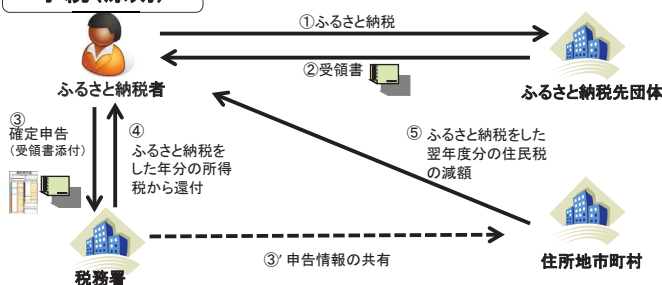 ①ふるさと納税
②受領書
ふるさと納税者
ふるさと納税先団体
③
確定申告
（受領書添付）
④
ふるさと納税を
した年分の所得
税から還付
⑤ ふるさと納税をした
翌年度分の住民税
の減額
③’申告情報の共有
税務署
住所地市町村